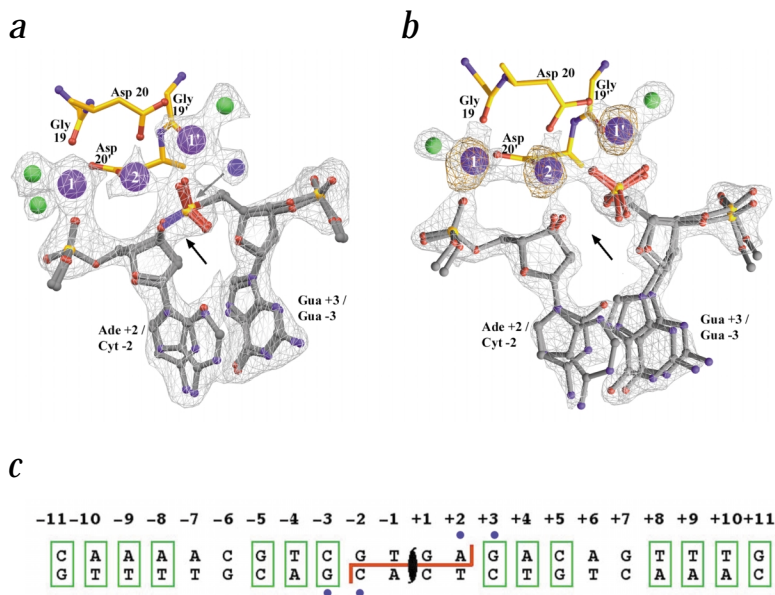 a
b
Asp 20
Gly
19
Gly
19'
Asp
20'
1
2
1'
Ade +2 /
Cyt -2
Gua +3 /
Gua -3
Asp 20
Gly
19
Gly
19'
Asp
20'
1
2
1'
Ade +2 /
Cyt -2
Gua +3 /
Gua -3
c
-11 -10 -9 -8 -7 -6 -5 -4 -3 -2 -1 +1 +2 +3 +4 +5 +6 +7 +8 +9 +10 +11
C A A A A C G T C G T G A G A C A G T T T G
G T T T T G C A G C A C T C T G T C A A A C